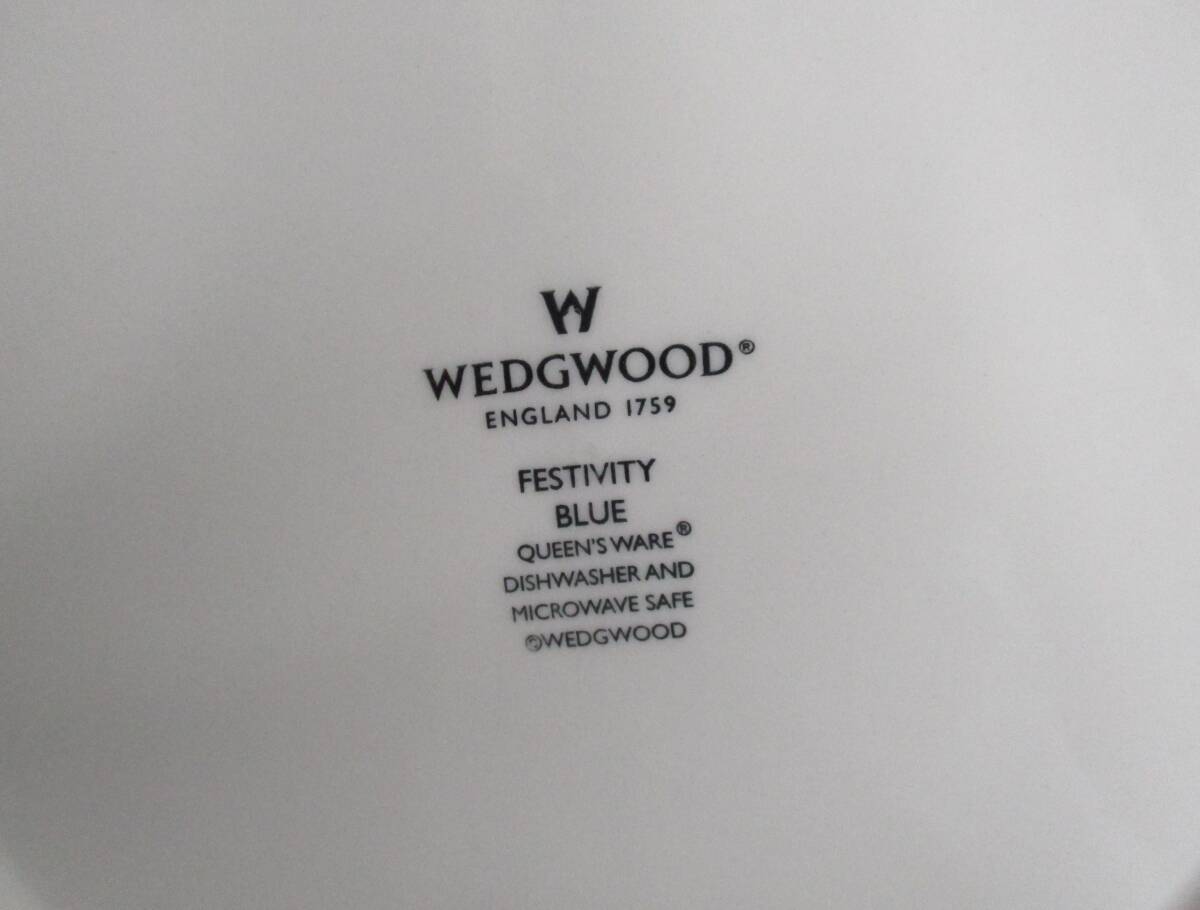 W
WEDGWOOD®
ENGLAND 1759
FESTIVITY
BLUE
QUEEN'S WARE®
DISHWASHER AND
MICROWAVE SAFE
©WEDGWOOD